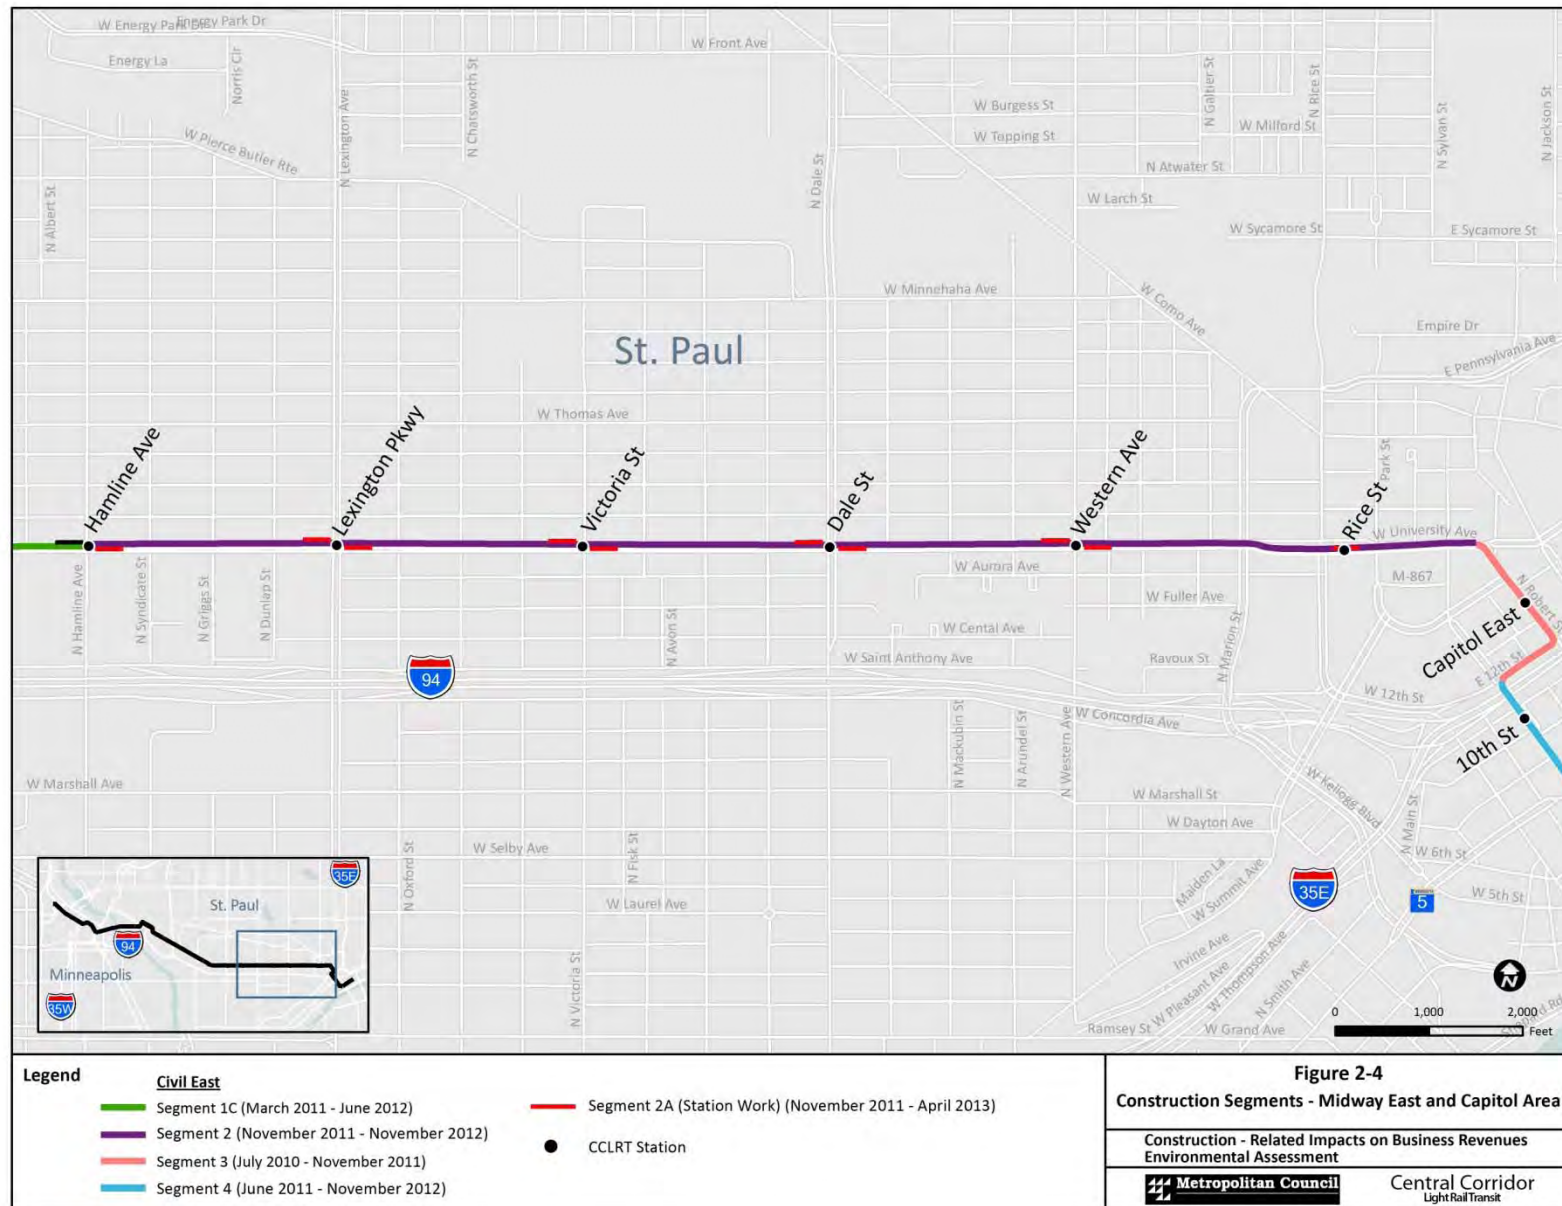 W Energy Park Dr
Energy Park Dr
W Front Ave
Energy La
Norris Cir
N Lexington Ave
N Chatsworth St
W Burgess St
W Topping St
N Galtier St
N Rice St
W Milford St
N Sylvan St
N Jackson St
W Pierce Butler Rte
N Dale St
N Atwater St
N Albert St
W Larch St
W Sycamore St
E Sycamore St
W Minnehaha Ave
W Como Ave
Empire Dr
E Pennsylvania Ave
St. Paul
W Thomas Ave
Hamline Ave
Lexington Pkwy
Victoria St
Dale St
Western Ave
Rice St
Park St
W University Ave
N Hamline Ave
N Syndicate St
N Griggs St
N Dunlap St
W Aurora Ave
M-867
N Robert St
W Fuller Ave
Capitol East
N Avon St
W Cental Ave
N Marion St
W Saint Anthony Ave
Ravoux St
E 12th St
94
W 12th St
W Concordia Ave
N Mackubin St
N Arundel St
N Western Ave
10th St
W Marshall Ave
W Kellogg Blvd
W Marshall St
N Main St
W Dayton Ave
N Oxford St
W Selby Ave
N Fisk St
W 6th St
Malden La
W Summit Ave
35E
W 5th St
5
W Laurel Ave
35E
St. Paul
94
Minneapolis
35W
Irvine Ave
W Pleasant Ave
W Thompson Ave
N Smith Ave
N Victoria St
N
Ramsey St
W Grand Ave
Shepard Rd
0 1,000 2,000
Feet
Legend
Civil East
Segment 1C (March 2011 - June 2012)
Segment 2 (November 2011 - November 2012)
Segment 3 (July 2010 - November 2011)
Segment 4 (June 2011 - November 2012)
Segment 2A (Station Work) (November 2011 - April 2013)
CCLRT Station
Figure 2-4
Construction Segments - Midway East and Capitol Area
Construction - Related Impacts on Business Revenues
Environmental Assessment
Metropolitan Council
Central Corridor
Light Rail Transit